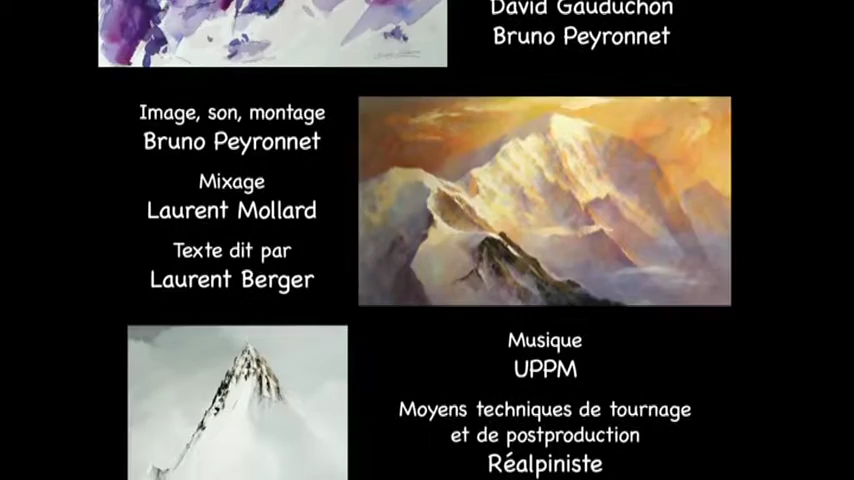 David Gauduchon
Bruno Peyronnet
Image, son, montage
Bruno Peyronnet
Mixage
Laurent Mollard
Texte dit par
Laurent Berger
Musique
UPPM
Moyens techniques de tournage
et de postproduction
Réalpiniste